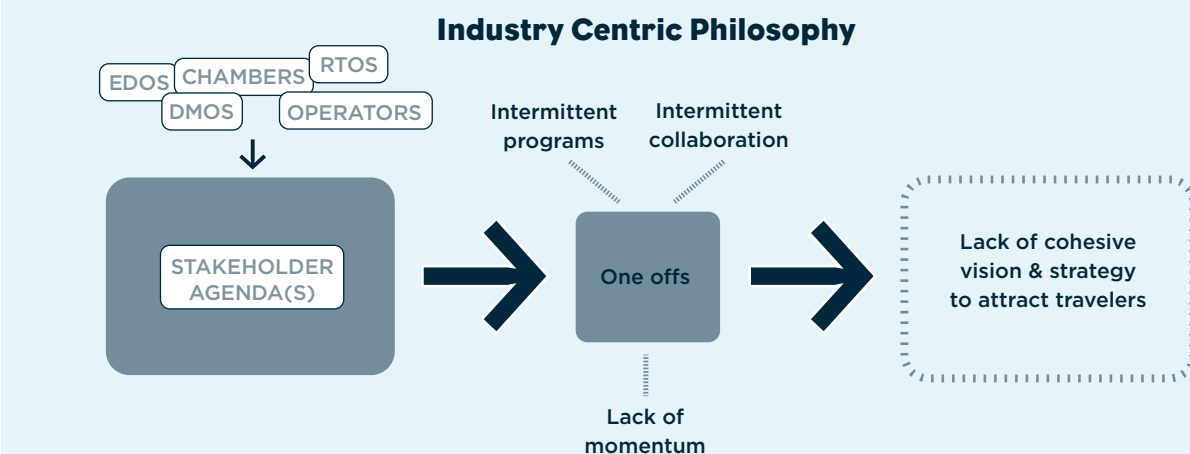 Industry Centric Philosophy
EDOS
CHAMBERS
RTOS
DMOS
OPERATORS
STAKEHOLDER
AGENDA(S)
Intermittent
programs
Intermittent
collaboration
One offs
Lack of
momentum
Lack of cohesive
vision & strategy
to attract travelers